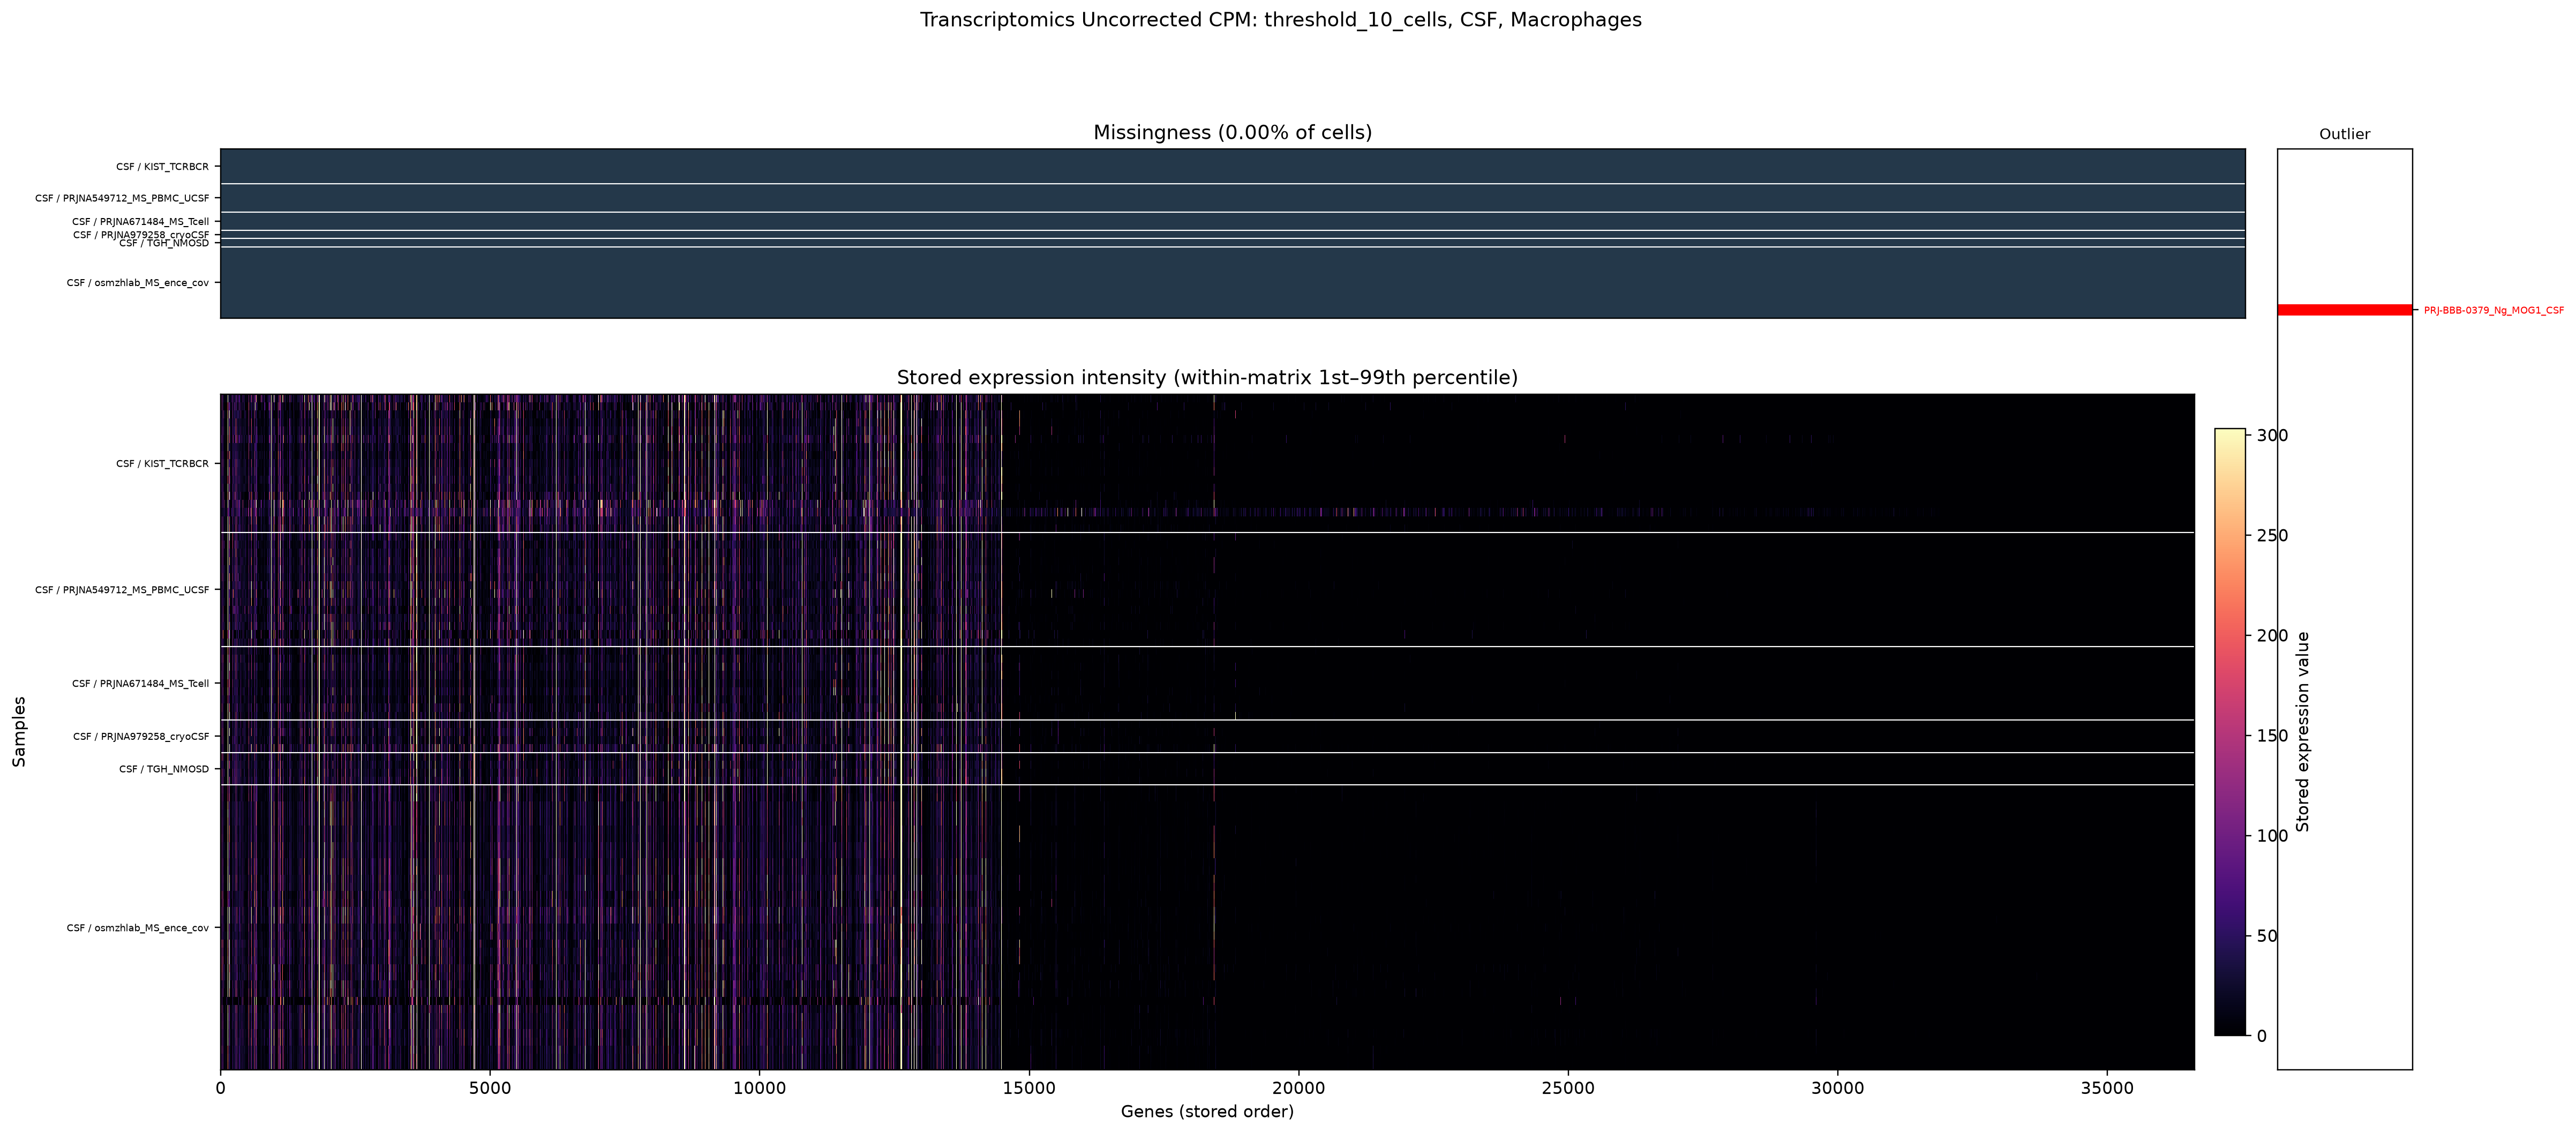 Transcriptomics Uncorrected CPM: threshold_10_cells, CSF, Macrophages
Missingness (0.00% of cells)
Outlier
CSF / KIST_TCRBCR
CSF / PRJNA549712_MS_PBMC_UCSF
CSF / PRJNA671484_MS_Tcell
CSF / PRJNA979258_cryoCSF
CSF / TGH_NMOSD
CSF / osmzhlab_MS_ence_cov
PRJ-BBB-0379_Ng_MOG1_CSF
Stored expression intensity (within-matrix 1st–99th percentile)
CSF / KIST_TCRBCR
CSF / PRJNA549712_MS_PBMC_UCSF
CSF / PRJNA671484_MS_Tcell
CSF / PRJNA979258_cryoCSF
CSF / TGH_NMOSD
CSF / osmzhlab_MS_ence_cov
Samples
300
250
200
150
100
50
0
Stored expression value
0 5000 10000 15000 20000 25000 30000 35000
Genes (stored order)